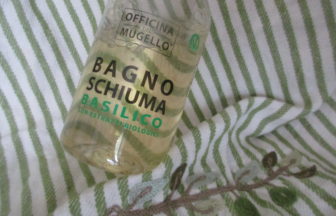 OFFICINA
MUGELLO
BAGNO
SCHIUMA
BASILICO